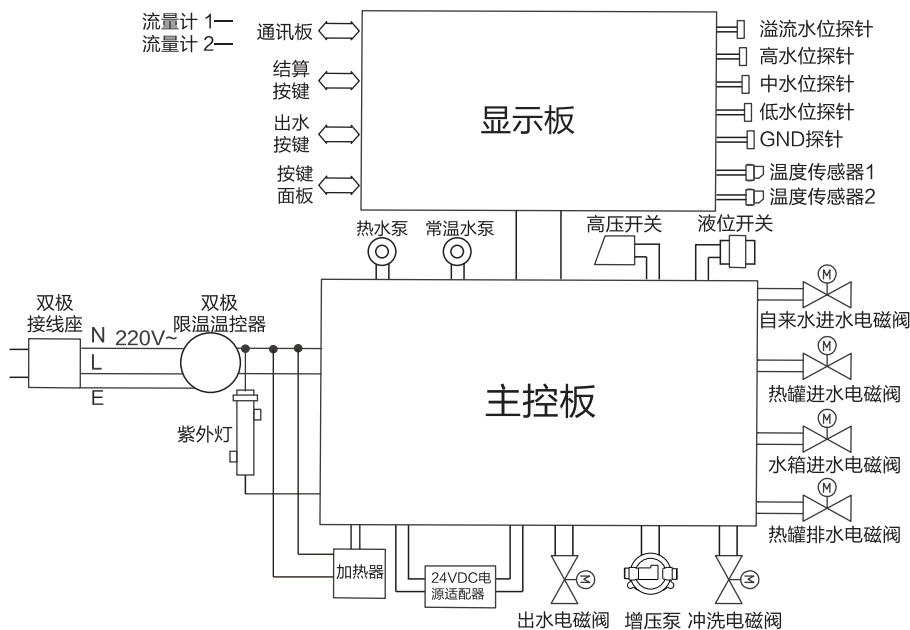 流量计 1
流量计 2
通讯板
结算
按键
出水
按键
按键
面板
显示板
溢流水位探针
高水位探针
中水位探针
低水位探针
GND探针
温度传感器1
温度传感器2
热水泵
常温水泵
高压开关
液位开关
双极
接线座
N
220V~
L
E
双极
限温温控器
紫外灯
主控板
M
自来水进水电磁阀
M
热罐进水电磁阀
M
水箱进水电磁阀
M
热罐排水电磁阀
加热器
24VDC电
源适配器
M
出水电磁阀
增压泵
M
冲洗电磁阀